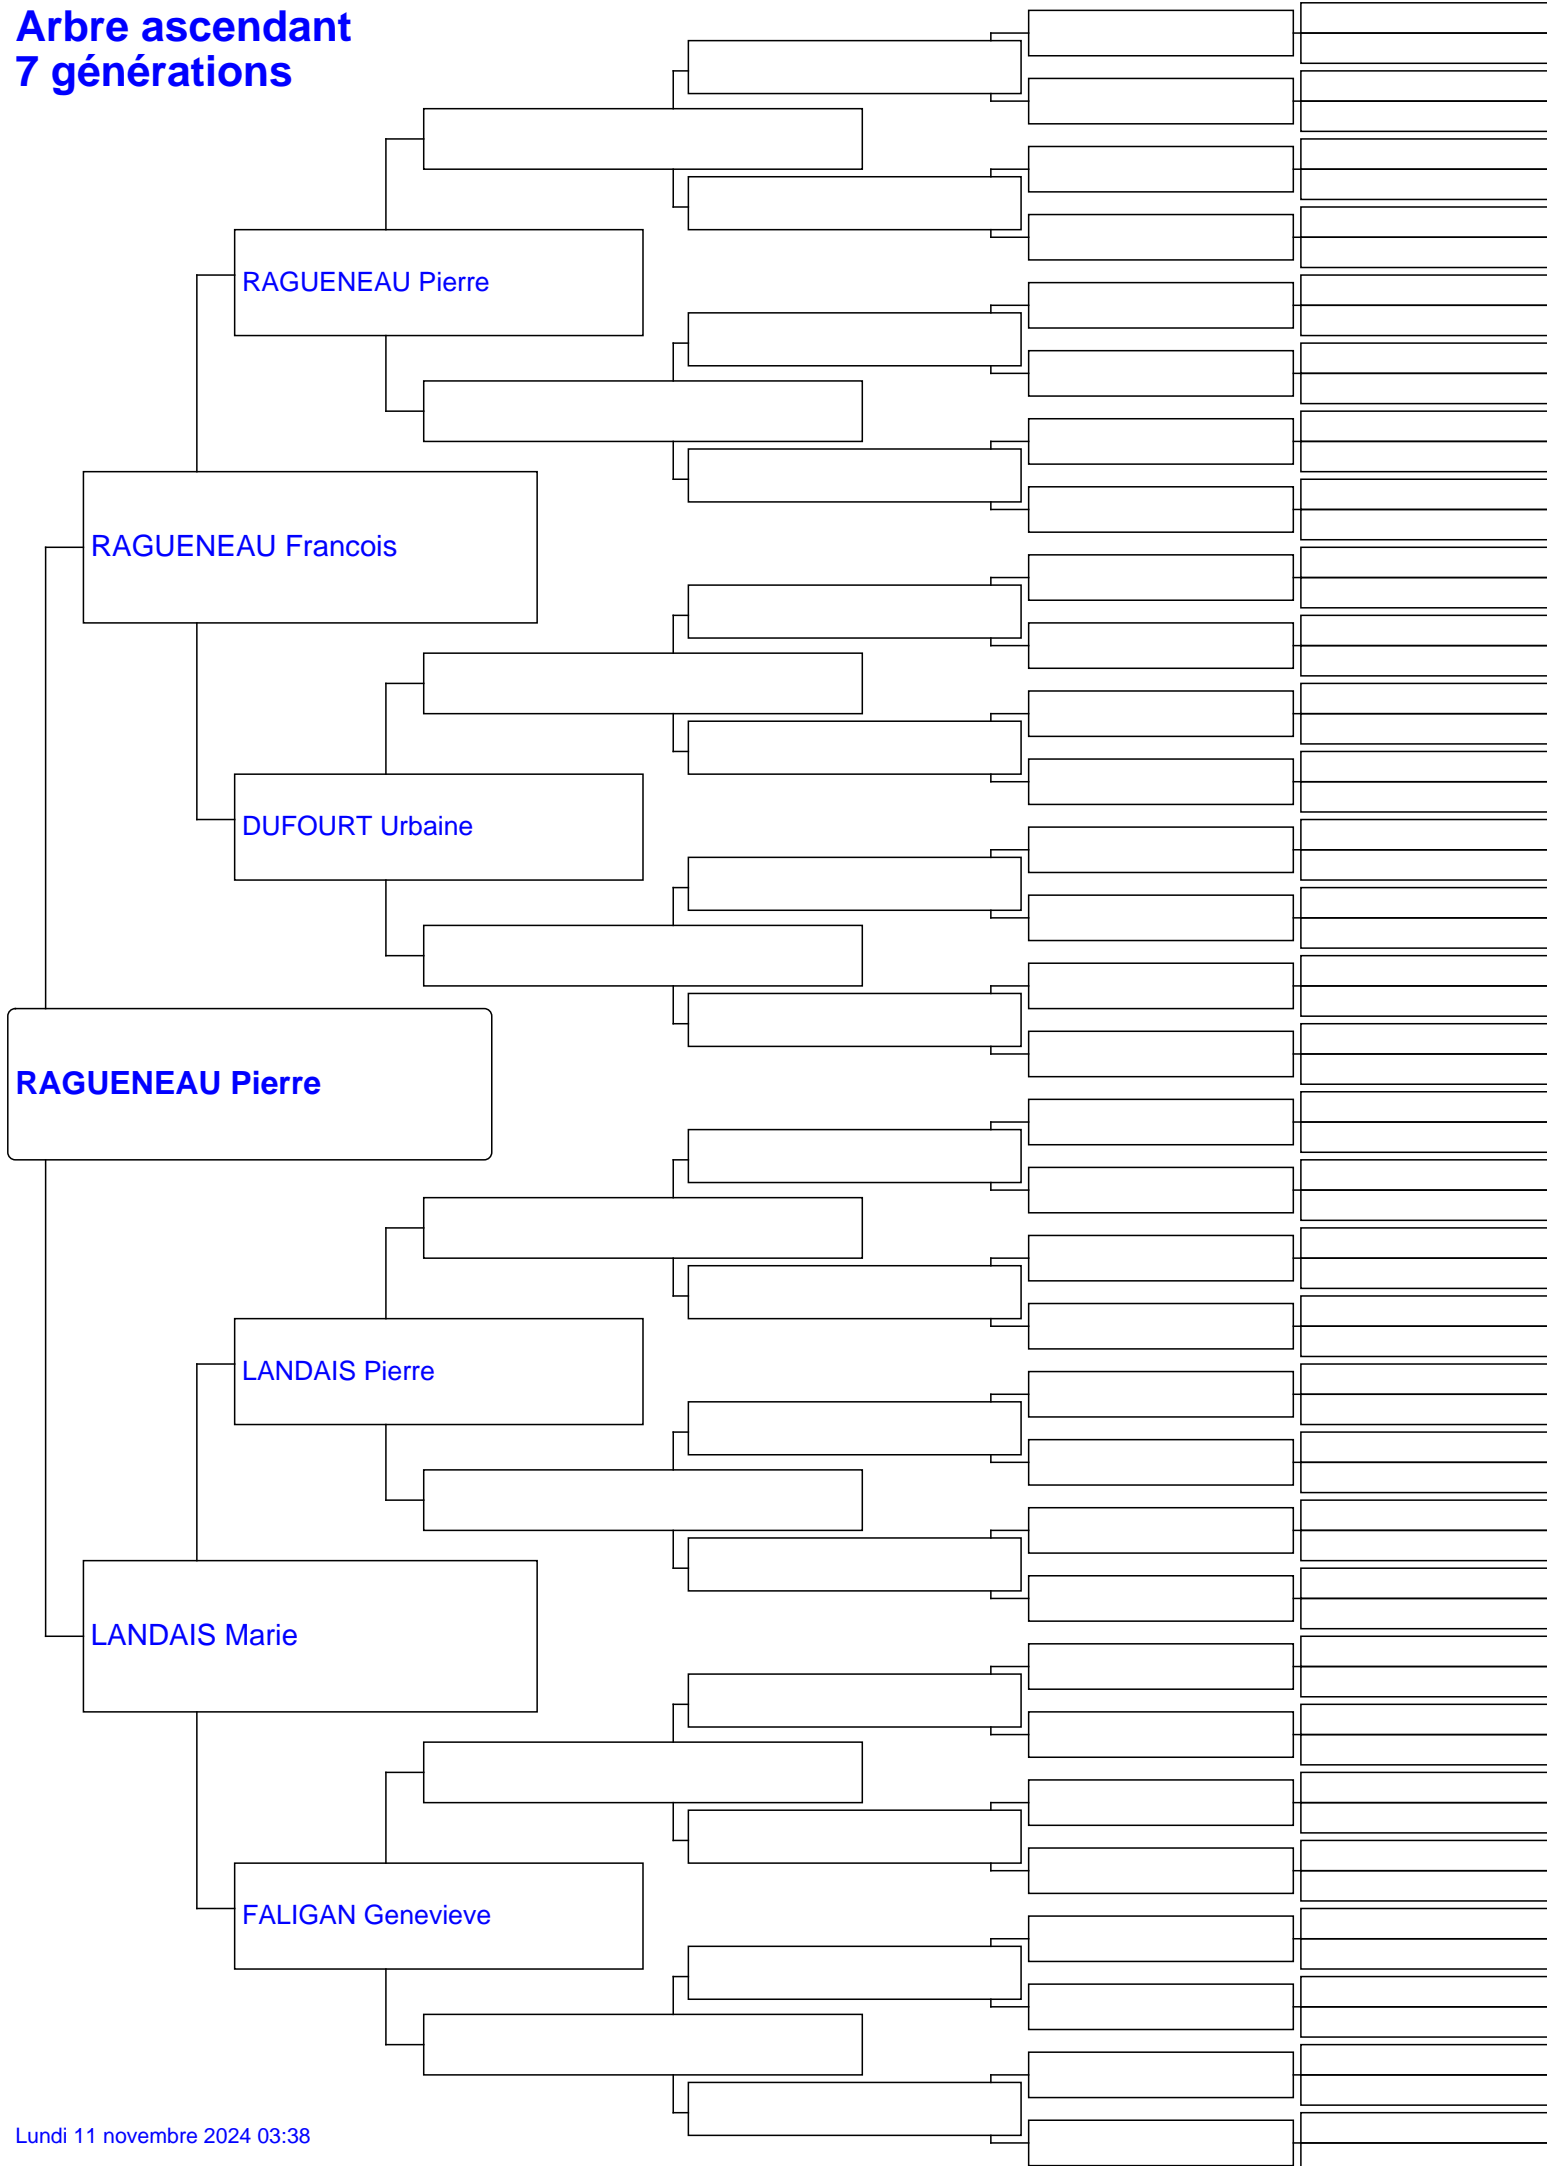 Arbre ascendant
7 générations
RAGUENEAU Pierre
RAGUENEAU Francois
DUFOURT Urbaine
RAGUENEAU Pierre
LANDAIS Pierre
LANDAIS Marie
FALIGAN Genevieve
Lundi 11 novembre 2024 03:38